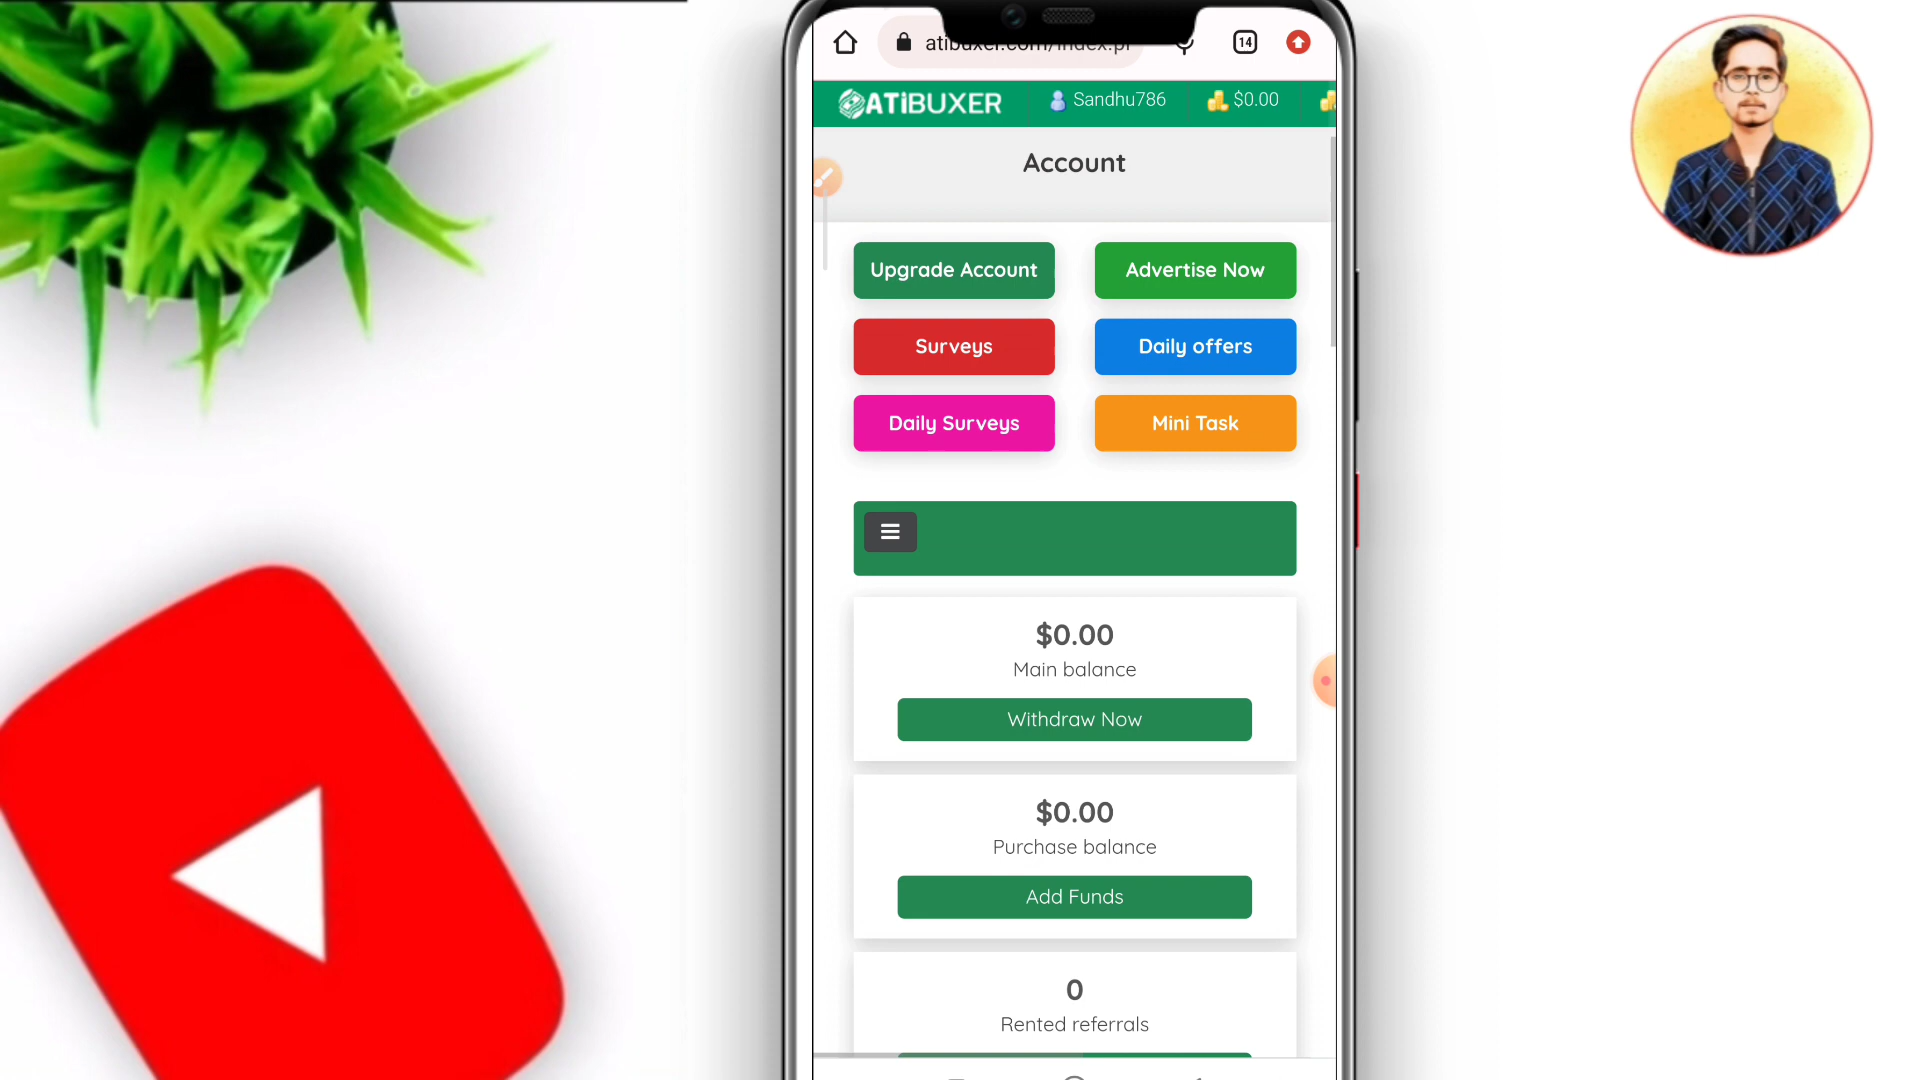 14
ATiBUXER
Sandhu786
$0.00
Account
Upgrade Account
Advertise Now
Surveys
Daily offers
Daily Surveys
Mini Task
$0.00
Main balance
Withdraw Now
$0.00
Purchase balance
Add Funds
0
Rented referrals